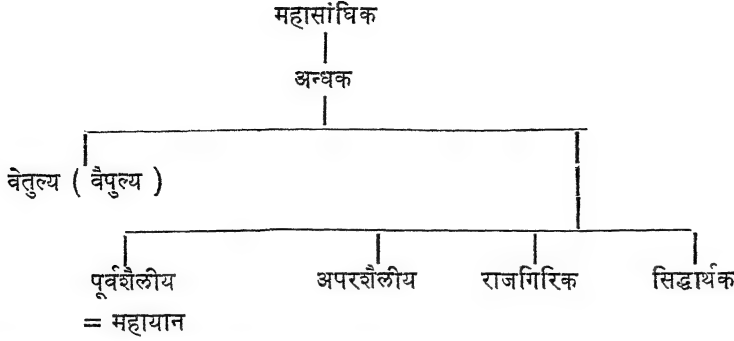 महासांघिक
अन्धक
वेतुल्य ( वैपुल्य )
पूर्वशैलीय अपरशैलीय राजगिरिक सिद्धार्थक
= महायान